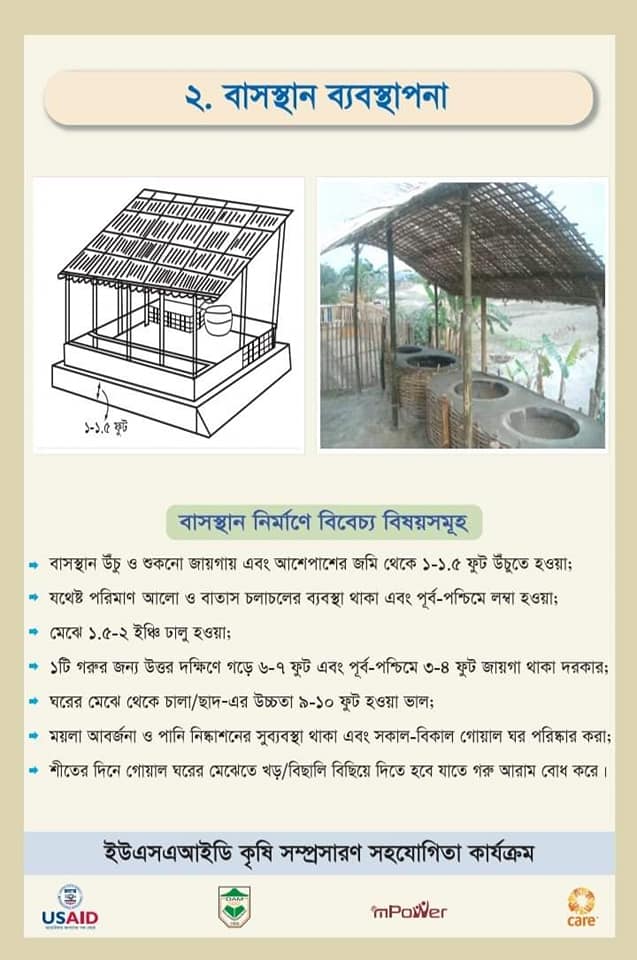 ২. বাসস্থান ব্যবস্থাপনা
১-১.৫ ফুট
বাসস্থান নির্মাণে বিবেচ্য বিষয়সমূহ
বাসস্থান উঁচু ও শুকনো জায়গায় এবং আশেপাশের জমি থেকে ১-১.৫ ফুট উঁচুতে হওয়া;
যথেষ্ট পরিমাণ আলো ও বাতাস চলাচলের ব্যবস্থা থাকা এবং পূর্ব-পশ্চিমে লম্বা হওয়া;
মেঝে ১.৫-২ ইঞ্চি ঢালু হওয়া;
১টি গরুর জন্য উত্তর দক্ষিণে গড়ে ৬-৭ ফুট এবং পূর্ব-পশ্চিমে ৩-৪ ফুট জায়গা থাকা দরকার;
ঘরের মেঝে থেকে চালা/ছাদ-এর উচ্চতা ৯-১০ ফুট হওয়া ভাল;
ময়লা আবর্জনা ও পানি নিষ্কাশনের সুব্যবস্থা থাকা এবং সকাল-বিকাল গোয়াল ঘর পরিষ্কার করা;
শীতের দিনে গোয়াল ঘরের মেঝেতে খড়/বিছালি বিছিয়ে দিতে হবে যাতে গরু আরাম বোধ করে।
ইউএসএআইডি কৃষি সম্প্রসারণ সহযোগিতা কার্যক্রম
USAID
DAM
mPower
care